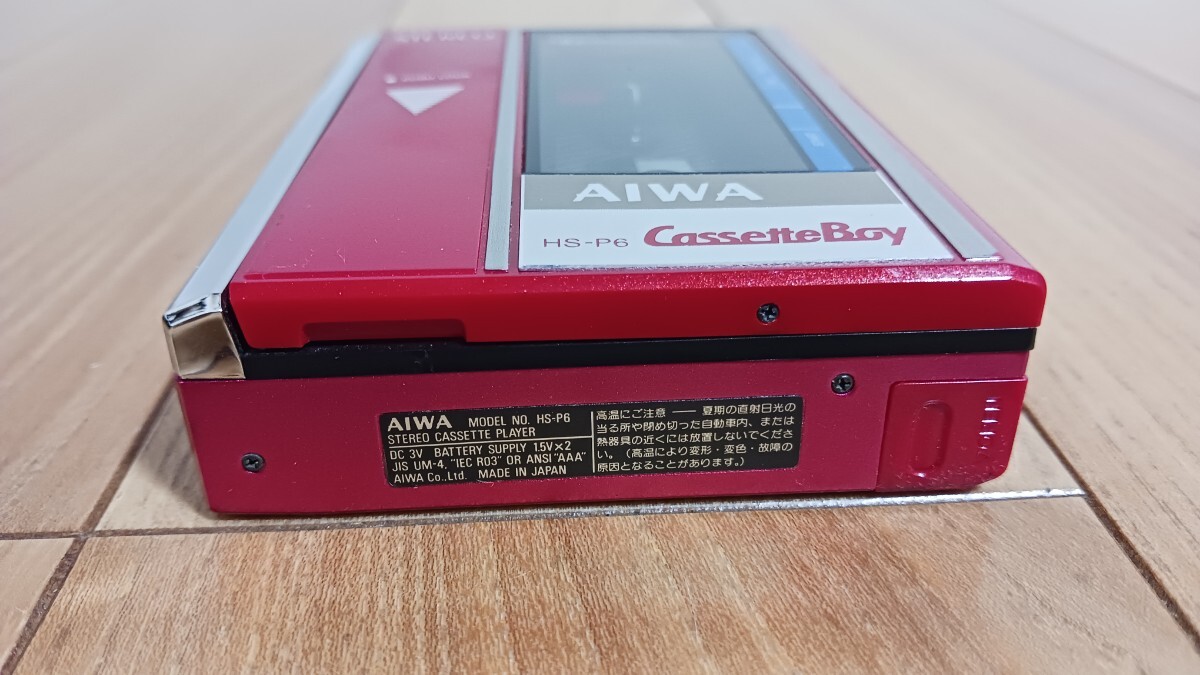 AIWA
HS-P6 CassetteBoy
AIWA MODEL NO. HS-P6
STEREO CASSETTE PLAYER
DC 3V BATTERY SUPPLY 1.5V×2
JIS UM-4, "IEC R03" OR ANSI "AAA"
AIWA Co.,Ltd. MADE IN JAPAN
高温にご注意 ── 夏期の直射日光の
当る所や閉め切った自動車内、または
熱器具の近くには放置しないでくださ
い。(高温により変形・変色・故障の
原因となることがあります。)